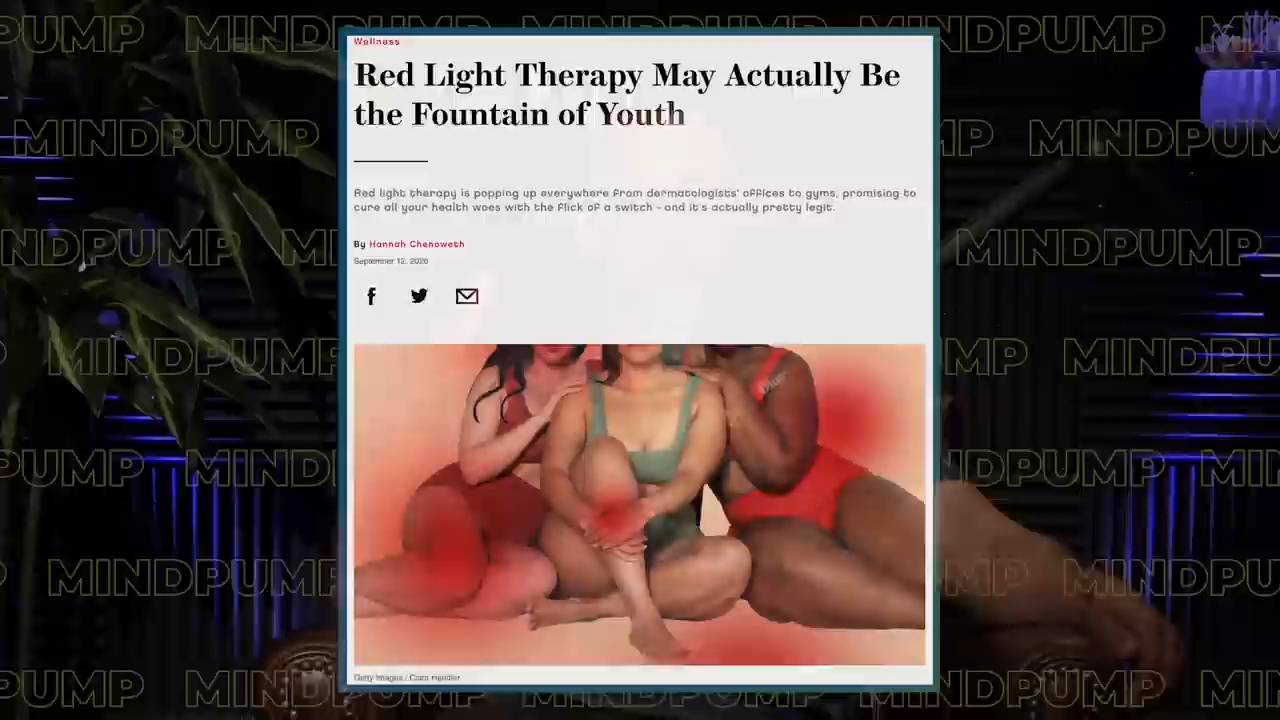 MINDPUMP MINDPUMP
Wellness
Red Light Therapy May Actually Be
the Fountain of Youth
Red light therapy is popping up everywhere from dermatologists' offices to gyms, promising to
cure all your health woes with the flick of a switch - and it's actually pretty legit.
By Hannah Chenoweth
September 12, 2020
Getty Images /